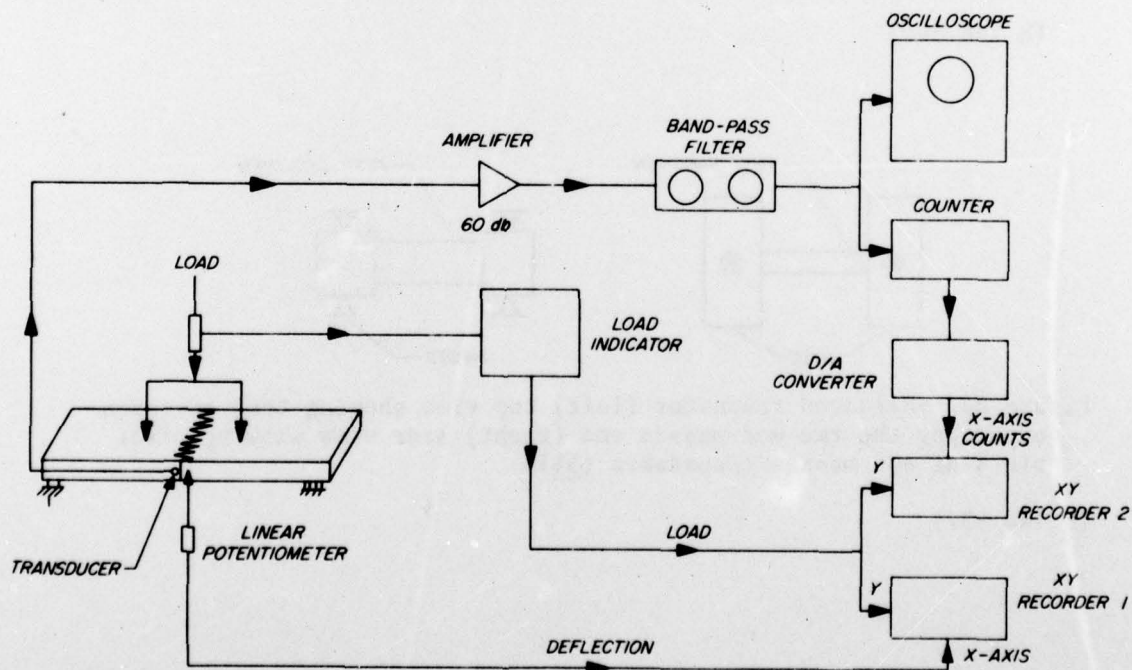 OSCILLOSCOPE
AMPLIFIER
BAND-PASS
FILTER
60 db
COUNTER
LOAD
LOAD
INDICATOR
D/A
CONVERTER
X-AXIS
COUNTS
Y
XY
RECORDER 2
LOAD
LINEAR
POTENTIOMETER
TRANSDUCER
Y
XY
RECORDER 1
DEFLECTION
X-AXIS